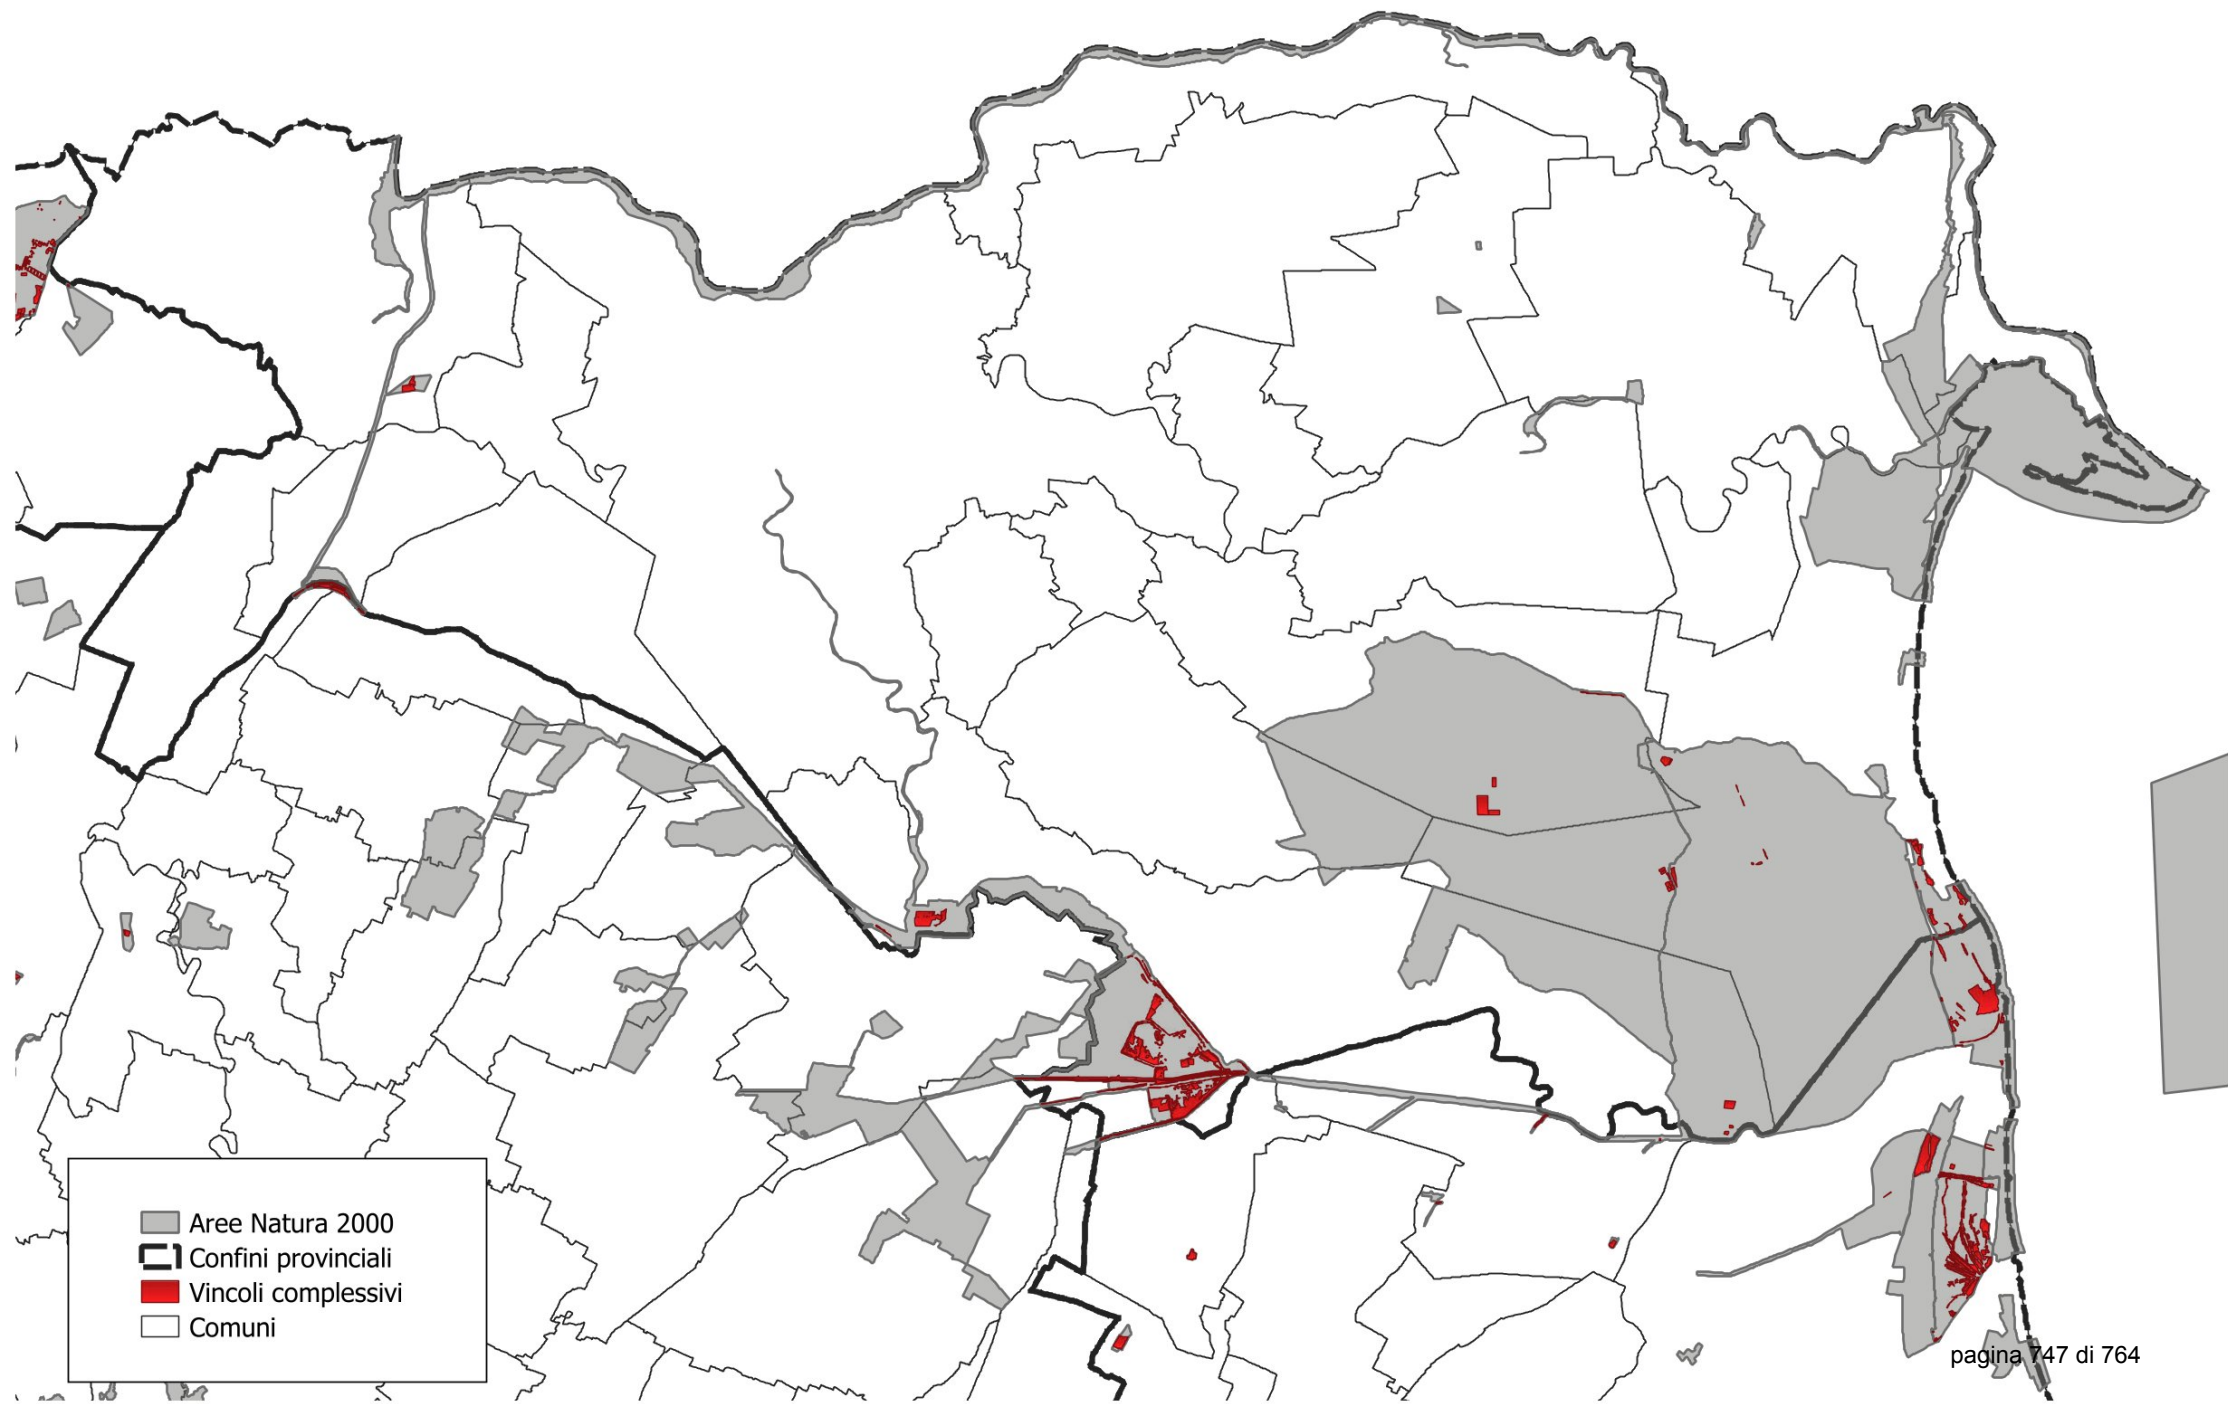 Aree Natura 2000
Confini provinciali
Vincoli complessivi
Comuni
pagina 747 di 764